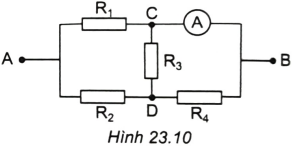 R₁ C A
A R₃ B
R₂ D R₄
Hình 23.10